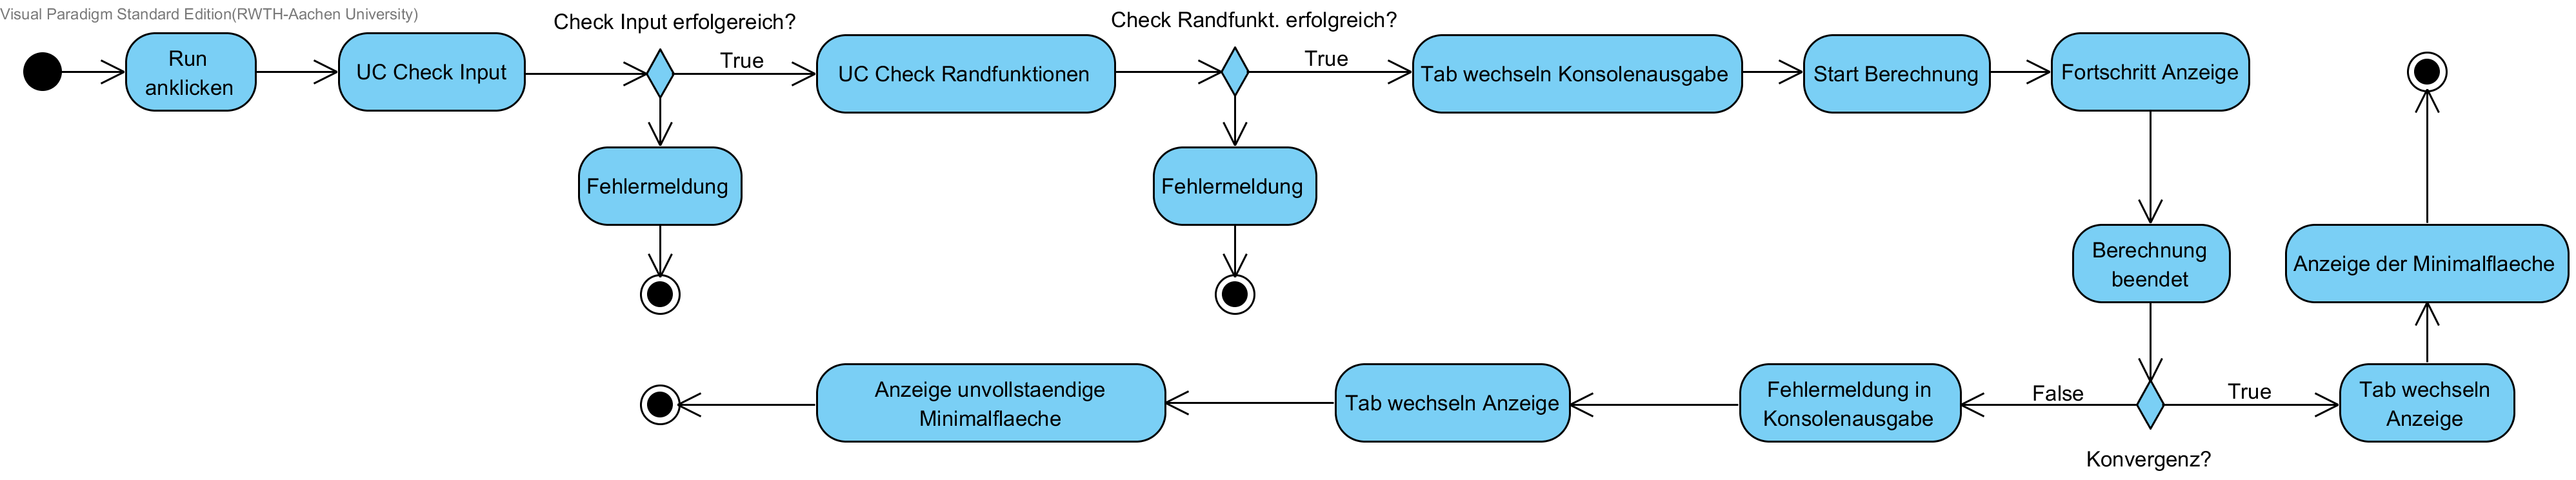 Visual Paradigm Standard Edition(RWTH-Aachen University)
Check Input erfolgereich?
Check Randfunkt. erfolgreich?
Run
anklicken
UC Check Input
True
UC Check Randfunktionen
True
Tab wechseln Konsolenausgabe
Start Berechnung
Fortschritt Anzeige
Fehlermeldung
Fehlermeldung
Berechnung
beendet
Anzeige der Minimalflaeche
Anzeige unvollstaendige
Minimalflaeche
Tab wechseln Anzeige
Fehlermeldung in
Konsolenausgabe
False
True
Tab wechseln
Anzeige
Konvergenz?